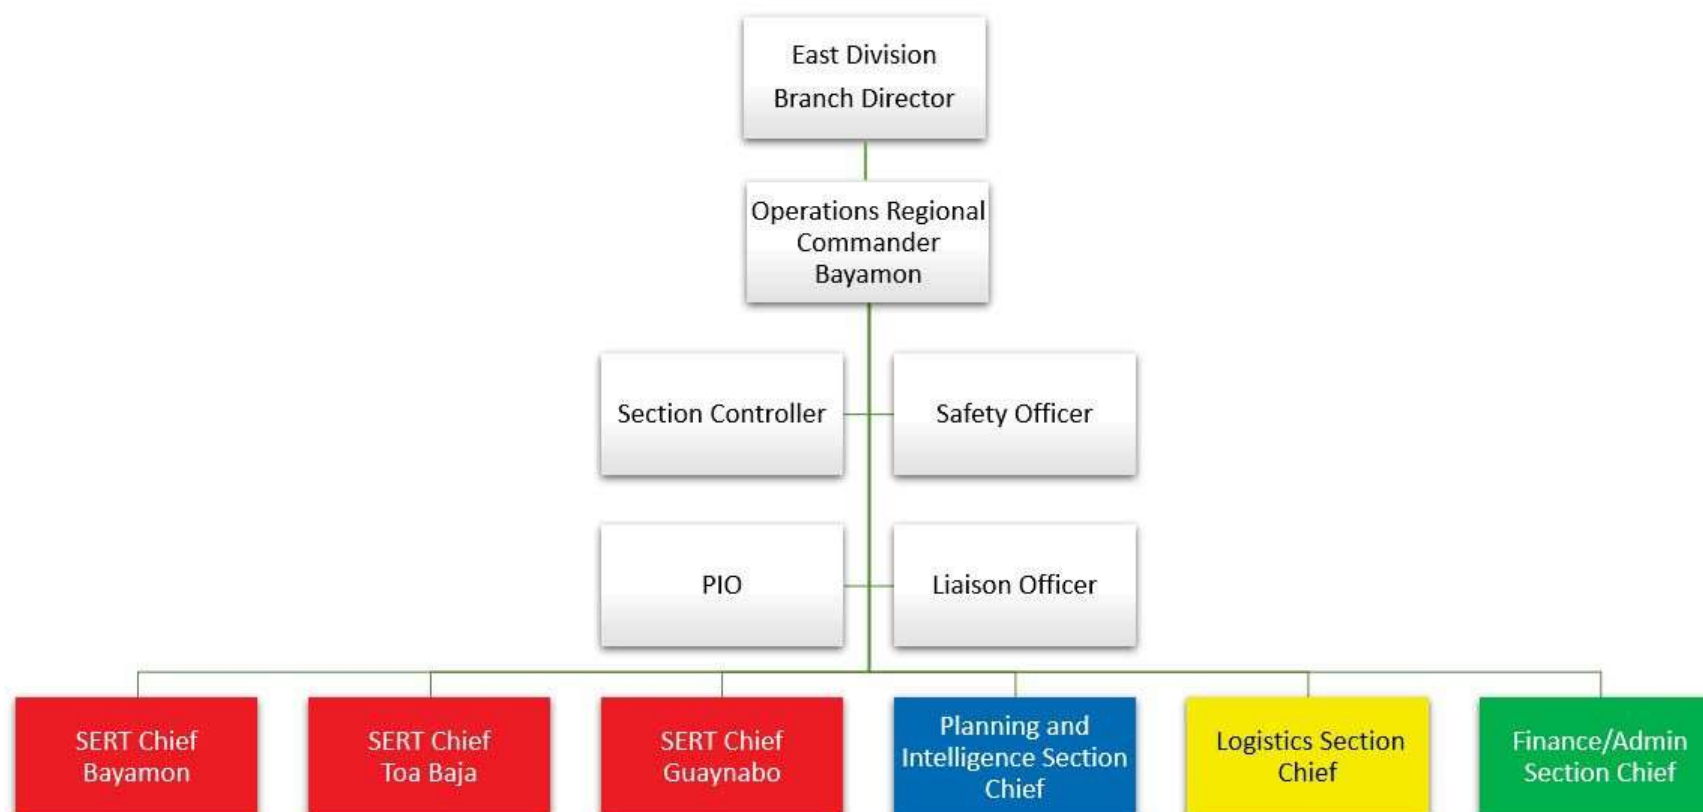 East Division
Branch Director
Operations Regional
Commander
Bayamon
Section Controller
Safety Officer
PIO
Liaison Officer
SERT Chief
Bayamon
SERT Chief
Toa Baja
SERT Chief
Guaynabo
Planning and
Intelligence Section
Chief
Logistics Section
Chief
Finance/Admin
Section Chief